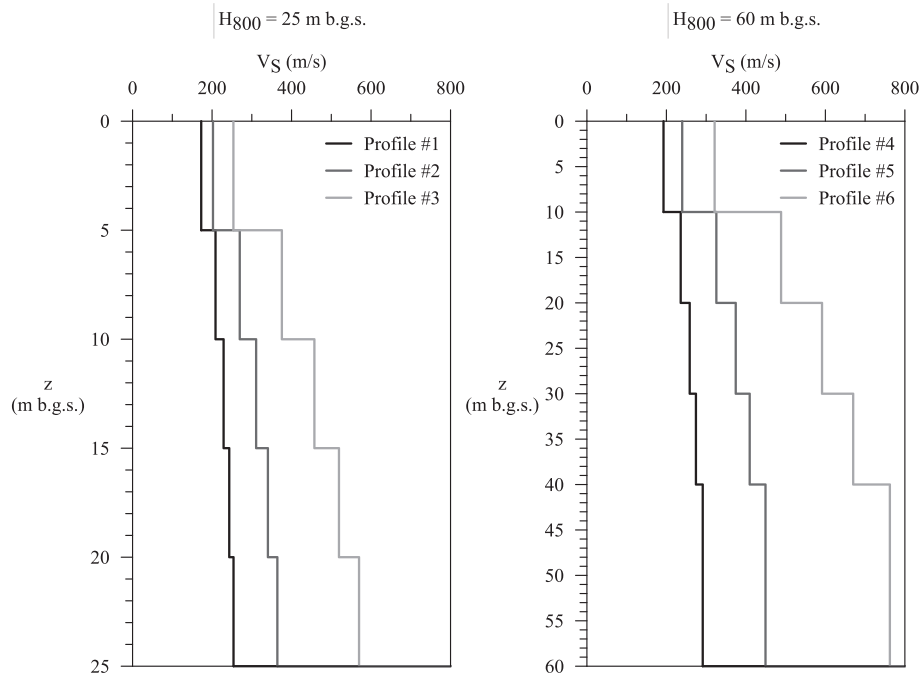 H800 = 25 m b.g.s.
VS (m/s)
0 200 400 600 800
0
5
10
15
20
25
z
(m b.g.s.)
Profile #1
Profile #2
Profile #3
H800 = 60 m b.g.s.
VS (m/s)
0 200 400 600 800
0
5
10
15
20
25
30
35
40
45
50
55
60
z
(m b.g.s.)
Profile #4
Profile #5
Profile #6